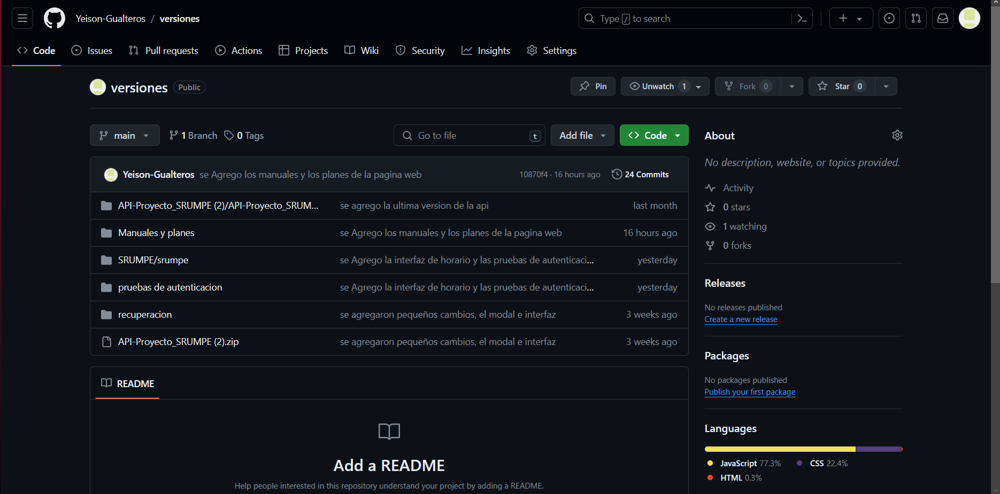 Yeison-Gualteros / versiones
Type / to search
Code Issues Pull requests Actions Projects Wiki Security Insights Settings
versiones Public
Pin Unwatch 1 Fork 0 Star 0
main 1 Branch 0 Tags Go to file t Add file Code
Yeison-Gualteros se Agrego los manuales y los planes de la pagina web 10870f4 · 16 hours ago 24 Commits
API-Proyecto_SRUMPE (2)/API-Proyecto_SRUM... se agrego la ultima version de la api last month
Manuales y planes se Agrego los manuales y los planes de la pagina web 16 hours ago
SRUMPE/srumpe se Agrego la interfaz de horario y las pruebas de autenticaci... yesterday
pruebas de autenticacion se Agrego la interfaz de horario y las pruebas de autenticaci... yesterday
recuperacion se agregaron pequeños cambios, el modal e interfaz 3 weeks ago
API-Proyecto_SRUMPE (2).zip se agregaron pequeños cambios, el modal e interfaz 3 weeks ago
README
Add a README
Help people interested in this repository understand your project by adding a README.
About
No description, website, or topics provided.
Activity
0 stars
1 watching
0 forks
Releases
No releases published
Create a new release
Packages
No packages published
Publish your first package
Languages
JavaScript 77.3% CSS 22.4%
HTML 0.3%